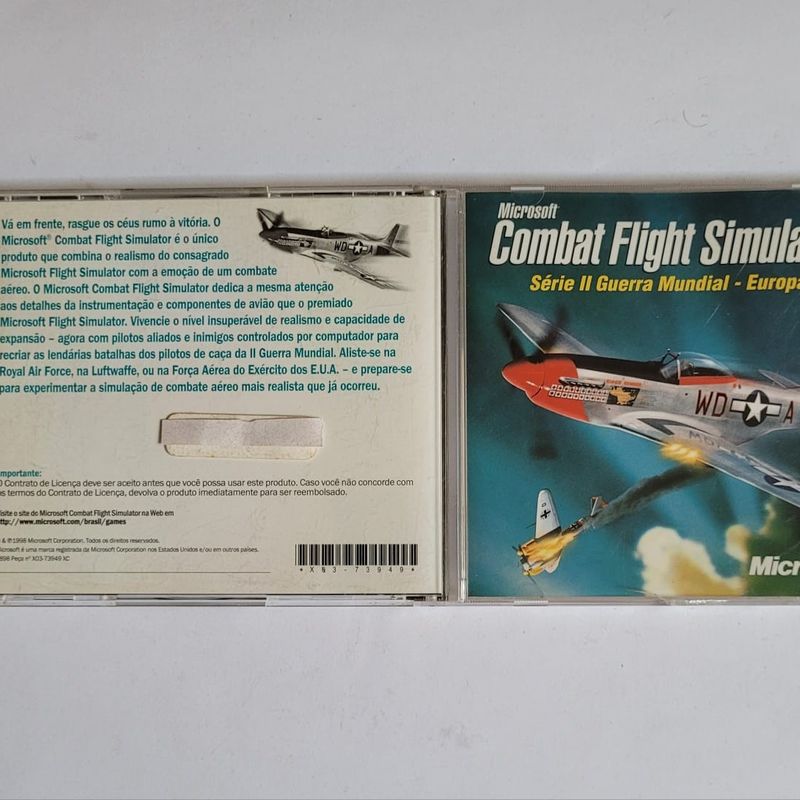 Vá em frente, rasgue os céus rumo à vitória. O
Microsoft® Combat Flight Simulator é o único
produto que combina o realismo do consagrado
Microsoft Flight Simulator com a emoção de um combate
aéreo. O Microsoft Combat Flight Simulator dedica a mesma atenção
aos detalhes da instrumentação e componentes de avião que o premiado
Microsoft Flight Simulator. Vivencie o nível insuperável de realismo e capacidade de
expansão – agora com pilotos aliados e inimigos controlados por computador para
recriar as lendárias batalhas dos pilotos de caça da II Guerra Mundial. Aliste-se na
Royal Air Force, na Luftwaffe, ou na Força Aérea do Exército dos E.U.A. – e prepare-se
para experimentar a simulação de combate aéreo mais realista que já ocorreu.
WD A
mportante:
O Contrato de Licença deve ser aceito antes que você possa usar este produto. Caso você não concorde com
os termos do Contrato de Licença, devolva o produto imediatamente para ser reembolsado.
isite o site do Microsoft Combat Flight Simulator na Web em
http://www.microsoft.com/brasil/games
& ℗1998 Microsoft Corporation. Todos os direitos reservados.
Microsoft é uma marca registrada da Microsoft Corporation nos Estados Unidos e/ou em outros países.
898 Peça nº X03-73949 XC
*XN3-73949*
Microsoft
Combat Flight Simula
Série II Guerra Mundial - Europa
WD A
Micr